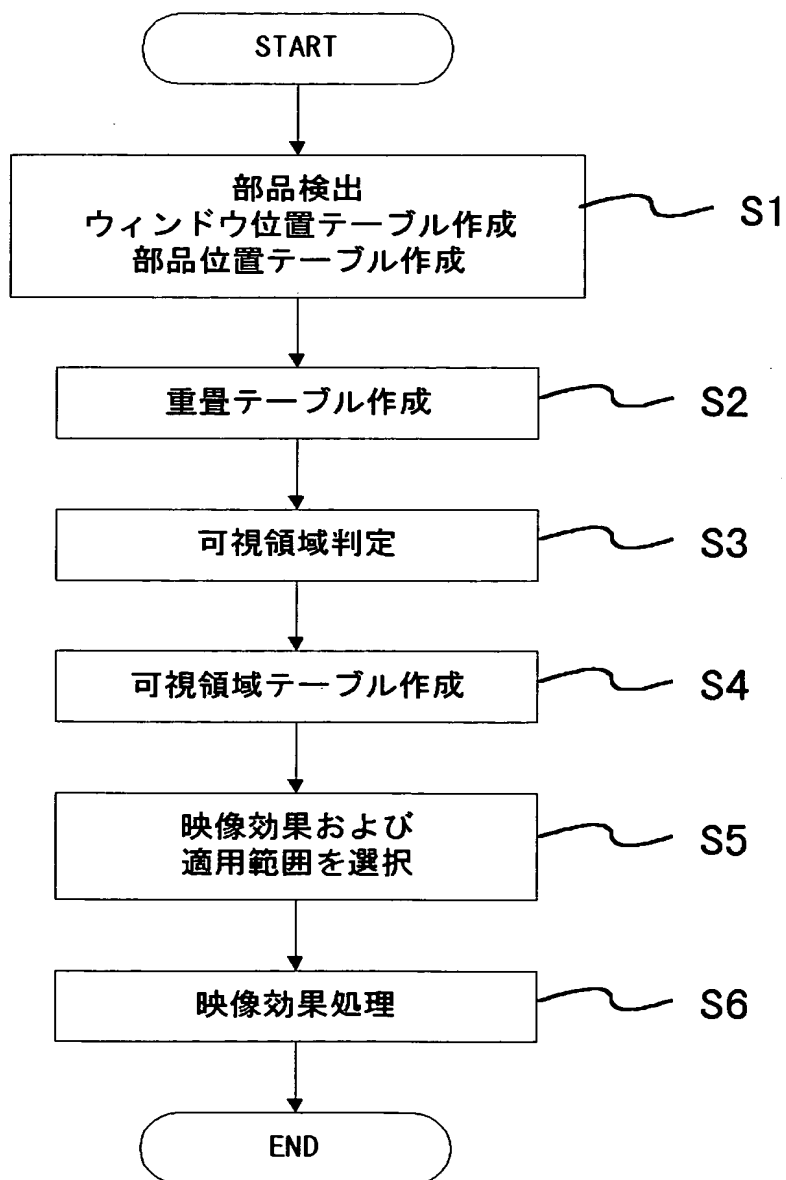 START
部品検出
ウィンドウ位置テーブル作成
部品位置テーブル作成
S1
重畳テーブル作成
S2
可視領域判定
S3
可視領域テーブル作成
S4
映像効果および
適用範囲を選択
S5
映像効果処理
S6
END